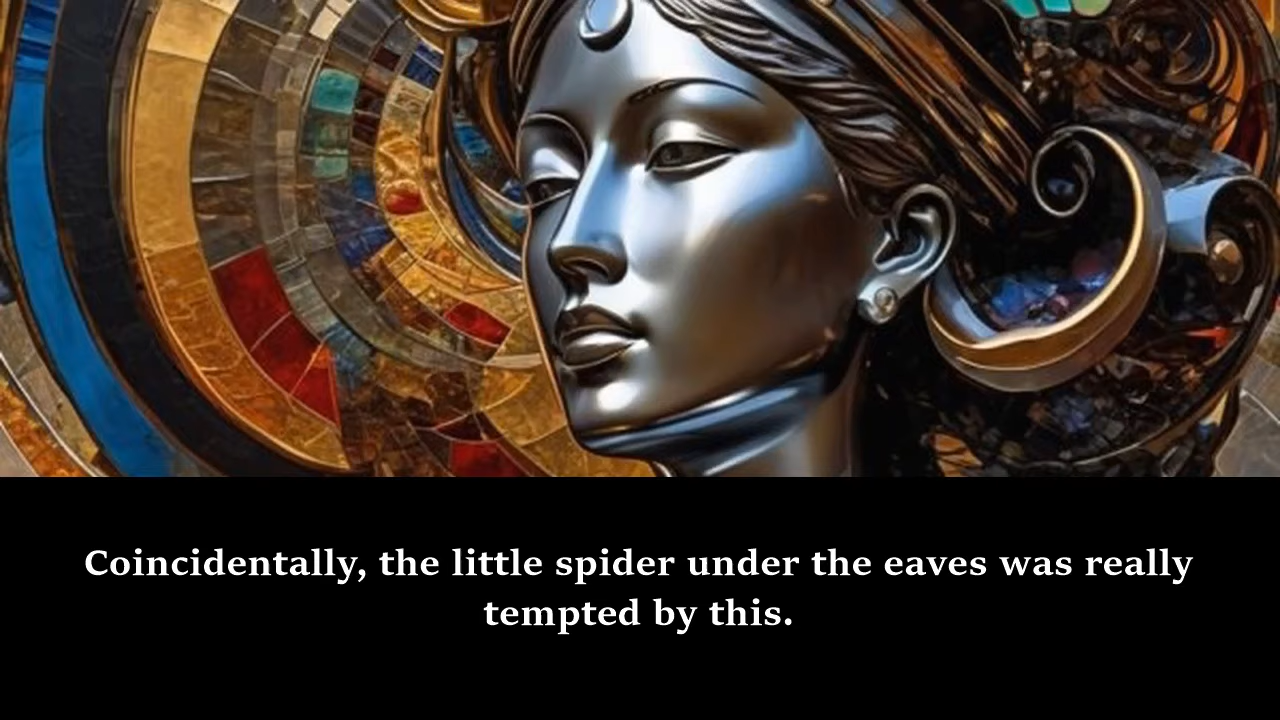 Coincidentally, the little spider under the eaves was really
tempted by this.